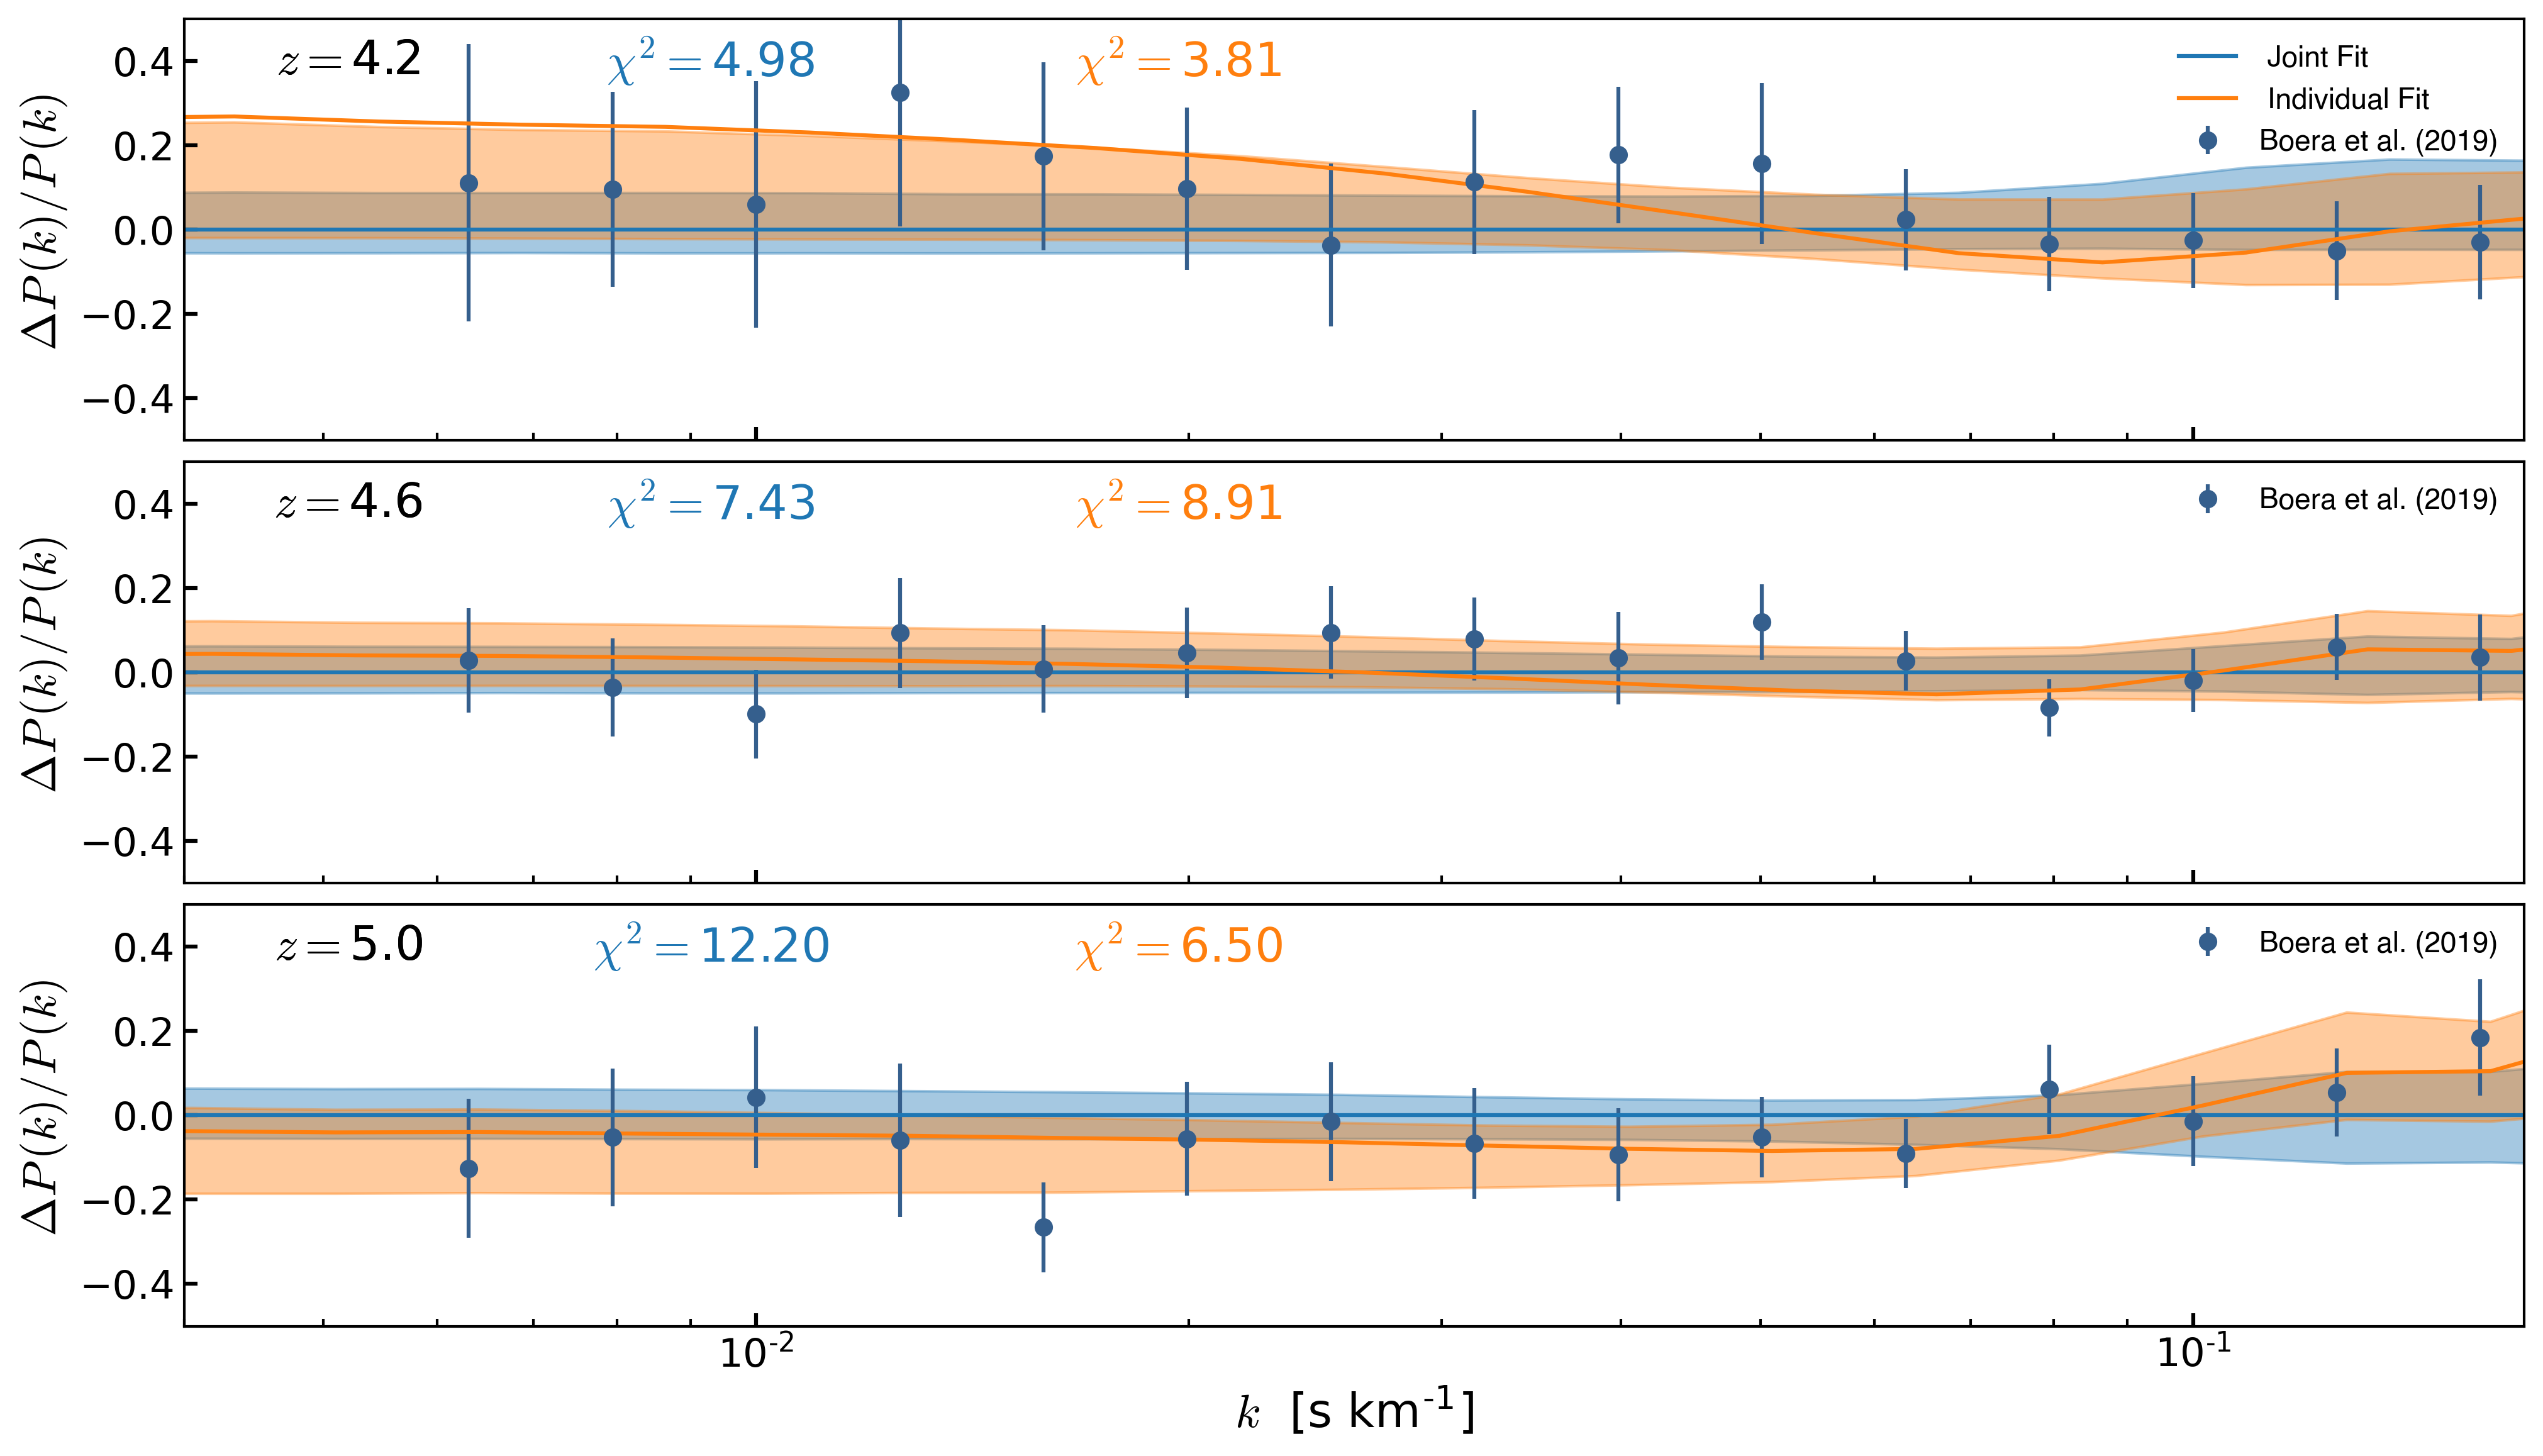 z = 4.2
χ² = 4.98
χ² = 3.81
Joint Fit
Individual Fit
Boera et al. (2019)
0.4
0.2
0.0
−0.2
−0.4
ΔP(k)/P(k)
z = 4.6
χ² = 7.43
χ² = 8.91
Boera et al. (2019)
0.4
0.2
0.0
−0.2
−0.4
ΔP(k)/P(k)
z = 5.0
χ² = 12.20
χ² = 6.50
Boera et al. (2019)
0.4
0.2
0.0
−0.2
−0.4
ΔP(k)/P(k)
10⁻²
10⁻¹
k [s km⁻¹]